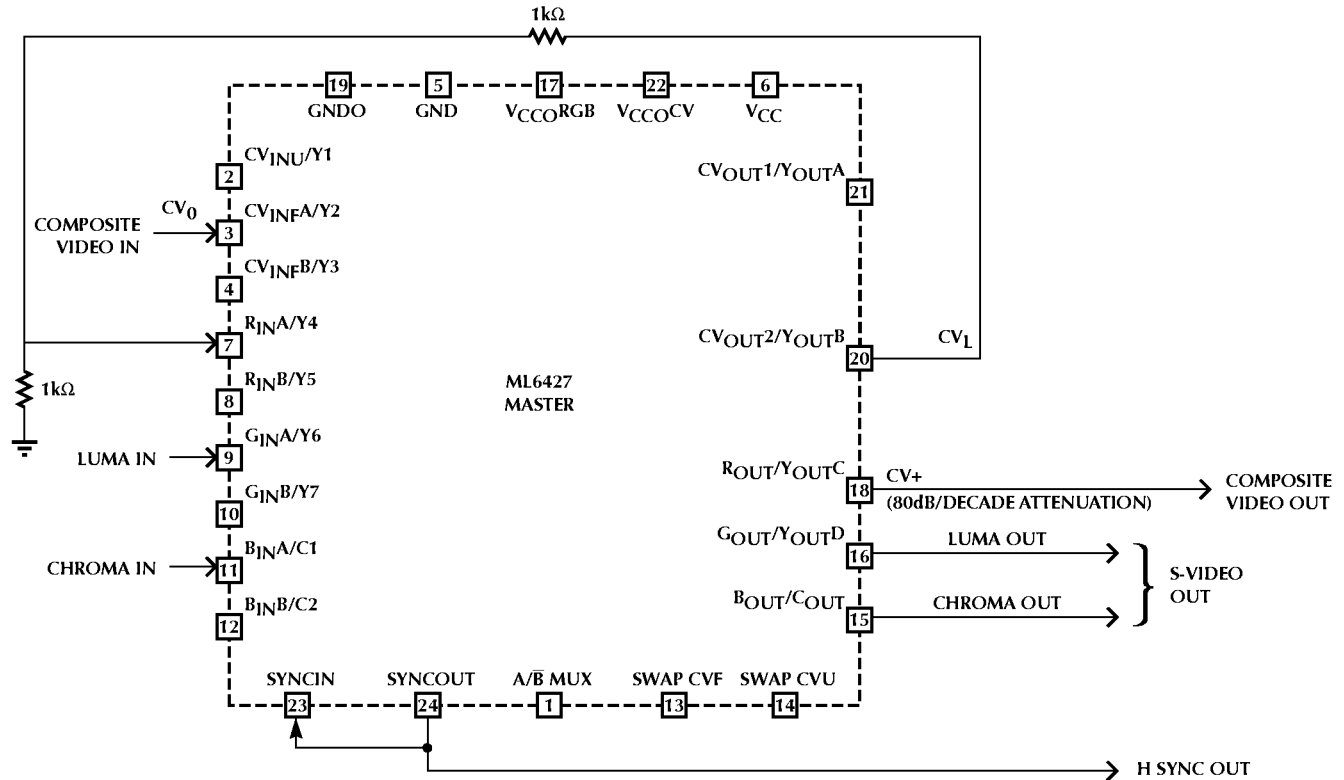 1kΩ
19 5 17 22 6
GNDO GND VCCORGB VCCOCV VCC
CVINU/Y1
2
CVOUT1/YOUTA
21
CV0
CVINFA/Y2
COMPOSITE
VIDEO IN
3
CVINFB/Y3
4
RINA/Y4
7
CVOUT2/YOUTB
CVL
20
1kΩ
RINB/Y5
8
ML6427
MASTER
GINA/Y6
LUMA IN
9
ROUT/YOUTC
CV+
18
(80dB/DECADE ATTENUATION)
COMPOSITE
VIDEO OUT
GINB/Y7
10
GOUT/YOUTD
LUMA OUT
16
BINA/C1
CHROMA IN
11
S-VIDEO
OUT
BOUT/COUT
CHROMA OUT
15
BINB/C2
12
SYNCIN SYNCOUT A/B̅ MUX SWAP CVF SWAP CVU
23 24 1 13 14
H SYNC OUT